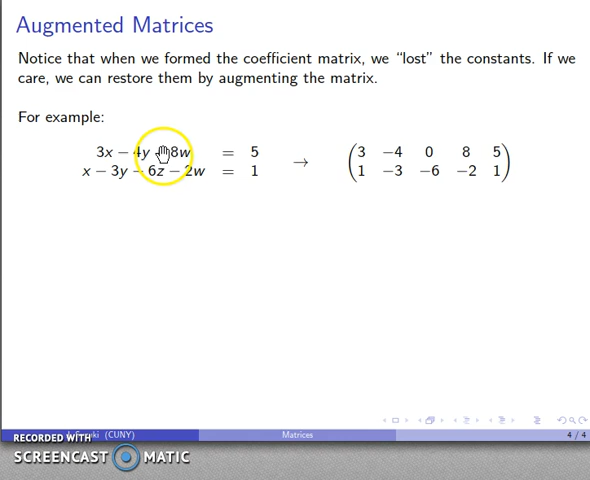 Augmented Matrices
Notice that when we formed the coefficient matrix, we “lost” the constants. If we
care, we can restore them by augmenting the matrix.
For example:
3x − 4y 8w = 5 → (3 −4 0 8 5
x − 3y − 6z − 2w = 1 1 −3 −6 −2 1)
(CUNY) Matrices 4 / 4
RECORDED WITH
SCREENCAST MATIC